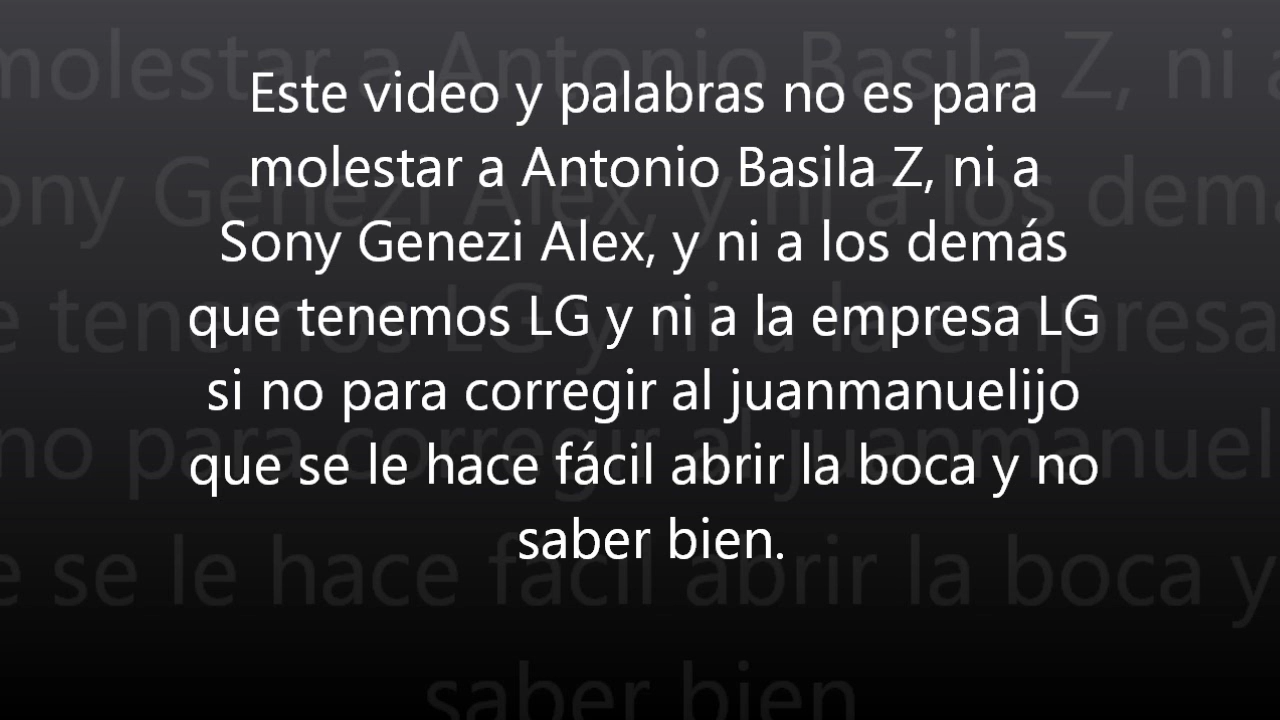 Este video y palabras no es para
molestar a Antonio Basila Z, ni a
Sony Genezi Alex, y ni a los demás
que tenemos LG y ni a la empresa LG
si no para corregir al juanmanuelijo
que se le hace fácil abrir la boca y no
saber bien.